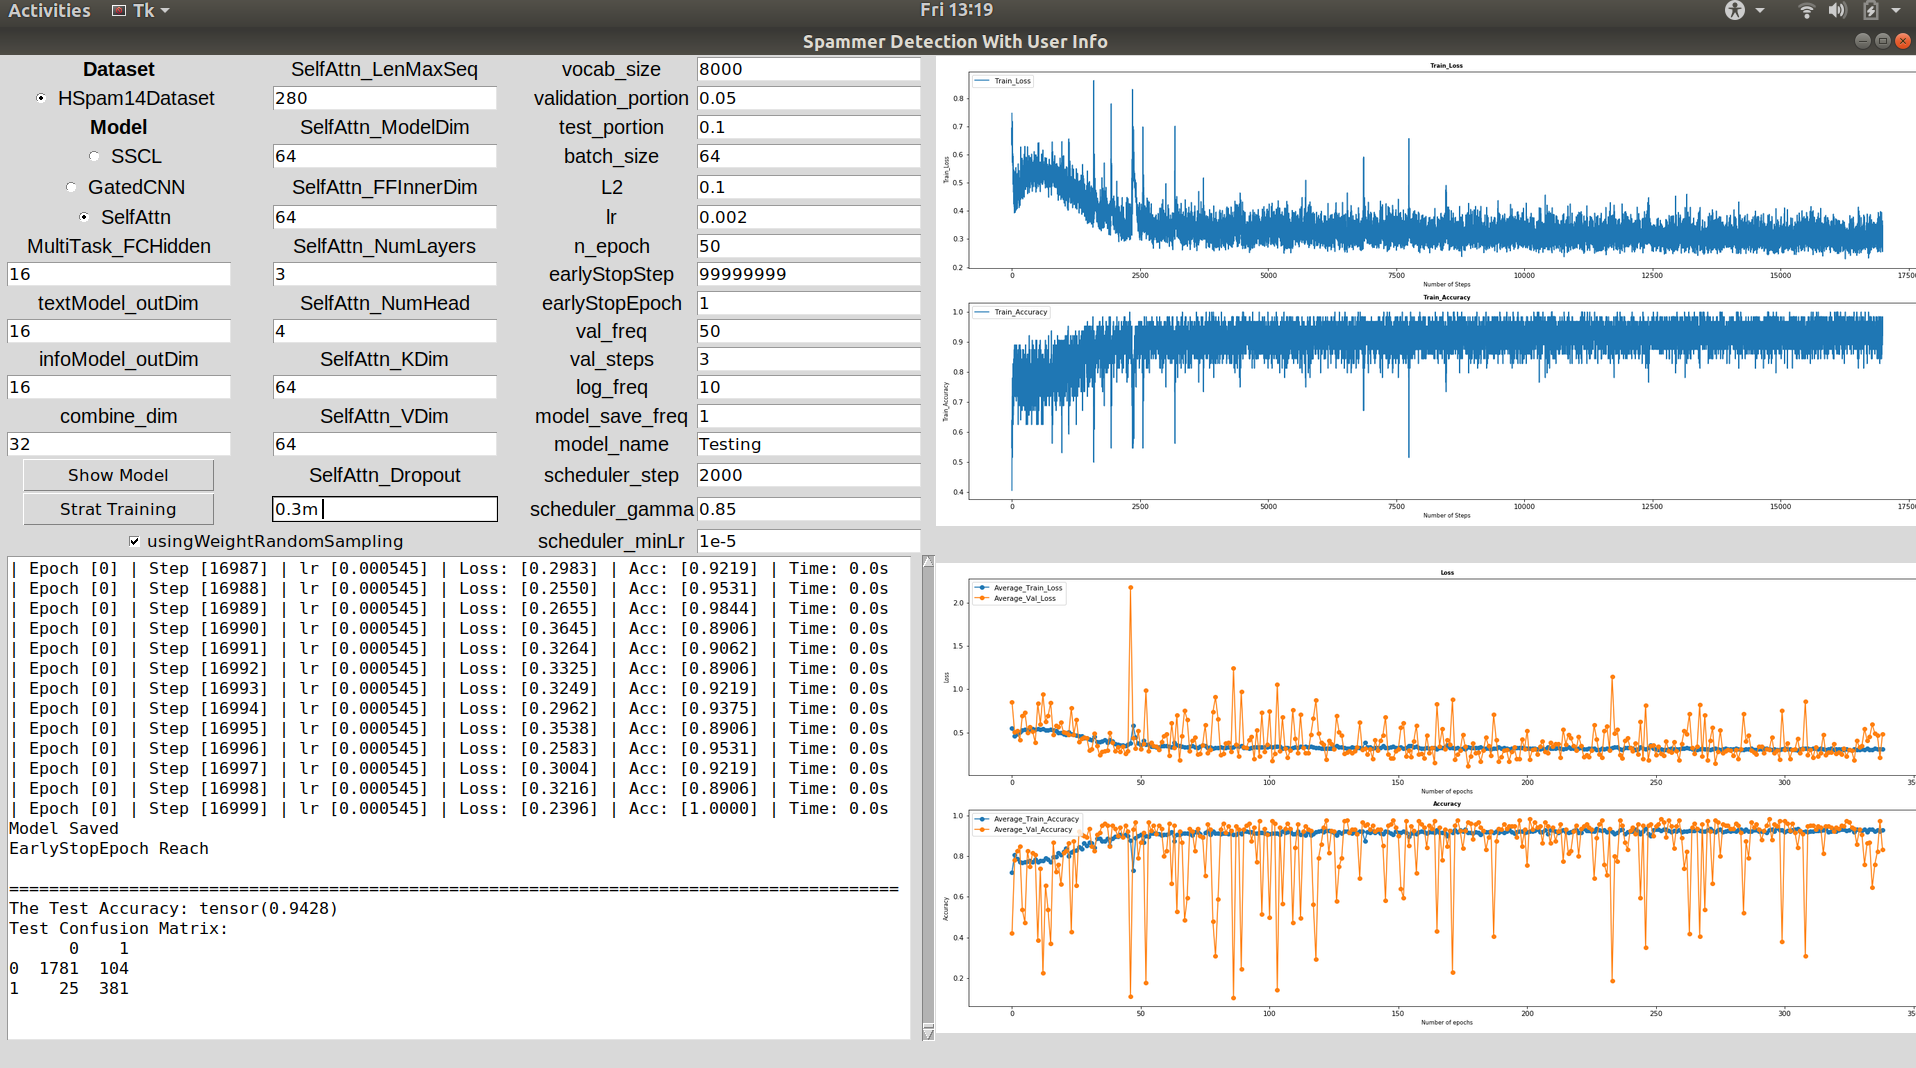 Activities Tk Fri 13:19
Spammer Detection With User Info
Dataset
HSpam14Dataset
Model
SSCL
GatedCNN
SelfAttn
MultiTask_FCHidden
16
textModel_outDim
16
infoModel_outDim
16
combine_dim
32
Show Model
Strat Training
usingWeightRandomSampling
SelfAttn_LenMaxSeq
280
SelfAttn_ModelDim
64
SelfAttn_FFInnerDim
64
SelfAttn_NumLayers
3
SelfAttn_NumHead
4
SelfAttn_KDim
64
SelfAttn_VDim
64
SelfAttn_Dropout
0.3m
vocab_size 8000
validation_portion 0.05
test_portion 0.1
batch_size 64
L2 0.1
lr 0.002
n_epoch 50
earlyStopStep 99999999
earlyStopEpoch 1
val_freq 50
val_steps 3
log_freq 10
model_save_freq 1
model_name Testing
scheduler_step 2000
scheduler_gamma 0.85
scheduler_minLr 1e-5
| Epoch [0] | Step [16987] | lr [0.000545] | Loss: [0.2983] | Acc: [0.9219] | Time: 0.0s
| Epoch [0] | Step [16988] | lr [0.000545] | Loss: [0.2550] | Acc: [0.9531] | Time: 0.0s
| Epoch [0] | Step [16989] | lr [0.000545] | Loss: [0.2655] | Acc: [0.9844] | Time: 0.0s
| Epoch [0] | Step [16990] | lr [0.000545] | Loss: [0.3645] | Acc: [0.8906] | Time: 0.0s
| Epoch [0] | Step [16991] | lr [0.000545] | Loss: [0.3264] | Acc: [0.9062] | Time: 0.0s
| Epoch [0] | Step [16992] | lr [0.000545] | Loss: [0.3325] | Acc: [0.8906] | Time: 0.0s
| Epoch [0] | Step [16993] | lr [0.000545] | Loss: [0.3249] | Acc: [0.9219] | Time: 0.0s
| Epoch [0] | Step [16994] | lr [0.000545] | Loss: [0.2962] | Acc: [0.9375] | Time: 0.0s
| Epoch [0] | Step [16995] | lr [0.000545] | Loss: [0.3538] | Acc: [0.8906] | Time: 0.0s
| Epoch [0] | Step [16996] | lr [0.000545] | Loss: [0.2583] | Acc: [0.9531] | Time: 0.0s
| Epoch [0] | Step [16997] | lr [0.000545] | Loss: [0.3004] | Acc: [0.9219] | Time: 0.0s
| Epoch [0] | Step [16998] | lr [0.000545] | Loss: [0.3216] | Acc: [0.8906] | Time: 0.0s
| Epoch [0] | Step [16999] | lr [0.000545] | Loss: [0.2396] | Acc: [1.0000] | Time: 0.0s
Model Saved
EarlyStopEpoch Reach
=========================================================================================
The Test Accuracy: tensor(0.9428)
Test Confusion Matrix:
0 1
0 1781 104
1 25 381
Train_Loss
Train_Loss
0.8
0.7
0.6
0.5
0.4
0.3
0.2
Train_Loss
0 2500 5000 7500 10000 12500 15000 17500
Number of Steps
Train_Accuracy
Train_Accuracy
1.0
0.9
0.8
0.7
0.6
0.5
0.4
Train_Accuracy
0 2500 5000 7500 10000 12500 15000 17500
Number of Steps
Loss
Average_Train_Loss
Average_Val_Loss
2.0
1.5
1.0
0.5
Loss
0 50 100 150 200 250 300 35
Number of epochs
Accuracy
Average_Train_Accuracy
Average_Val_Accuracy
1.0
0.8
0.6
0.4
0.2
Accuracy
0 50 100 150 200 250 300 35
Number of epochs